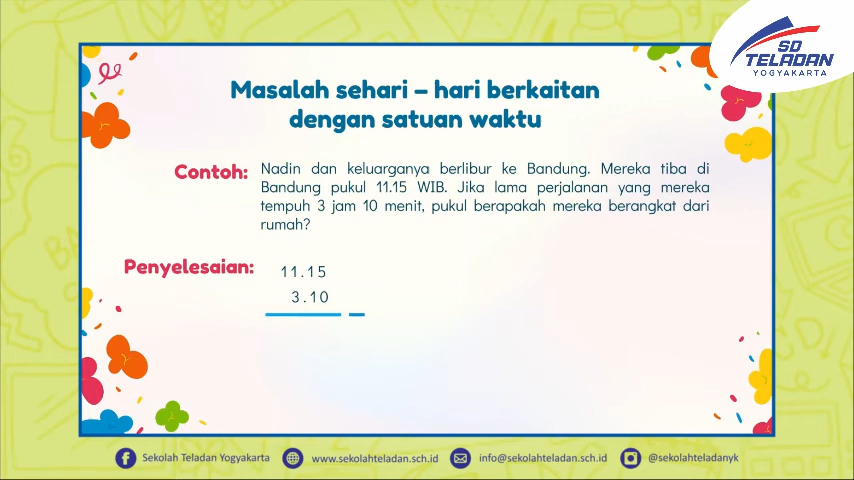 SD
TELADAN
YOGYAKARTA
Masalah sehari – hari berkaitan
dengan satuan waktu
Contoh: Nadin dan keluarganya berlibur ke Bandung. Mereka tiba di
Bandung pukul 11.15 WIB. Jika lama perjalanan yang mereka
tempuh 3 jam 10 menit, pukul berapakah mereka berangkat dari
rumah?
Penyelesaian: 11.15
3.10
Sekolah Teladan Yogyakarta www.sekolahteladan.sch.id info@sekolahteladan.sch.id @sekolahteladanyk